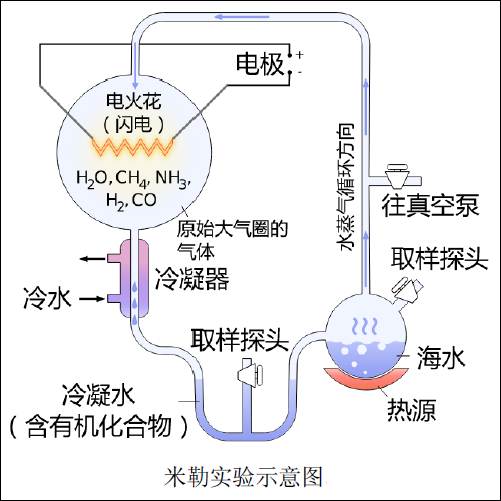 电极
+
-
电火花
（闪电）
H₂O, CH₄, NH₃,
H₂, CO
原始大气圈的
气体
水蒸气循环方向
往真空泵
取样探头
冷凝器
冷水
取样探头
海水
热源
冷凝水
（含有机化合物）
米勒实验示意图